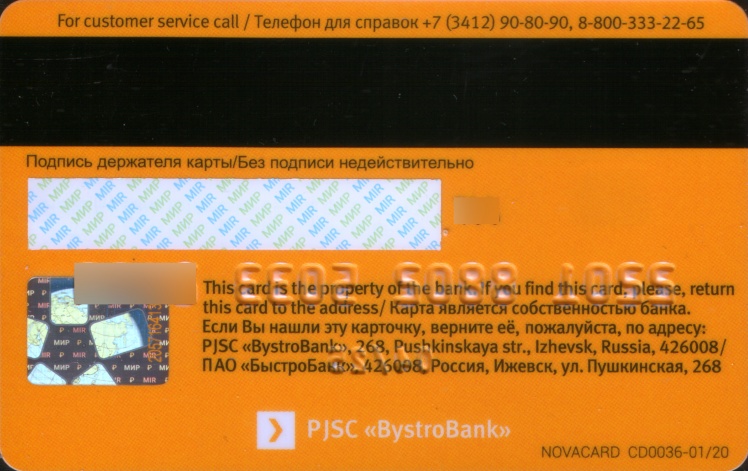 For customer service call / Телефон для справок +7 (3412) 90-80-90, 8-800-333-22-65
Подпись держателя карты/Без подписи недействительно
This card is the property of the bank. If you find this card, please, return
this card to the address/ Карта является собственностью банка.
Если Вы нашли эту карточку, верните её, пожалуйста, по адресу:
PJSC «BystroBank», 268, Pushkinskaya str., Izhevsk, Russia, 426008/
ПАО «БыстроБанк», 426008, Россия, Ижевск, ул. Пушкинская, 268
PJSC «BystroBank»
NOVACARD CD0036-01/20